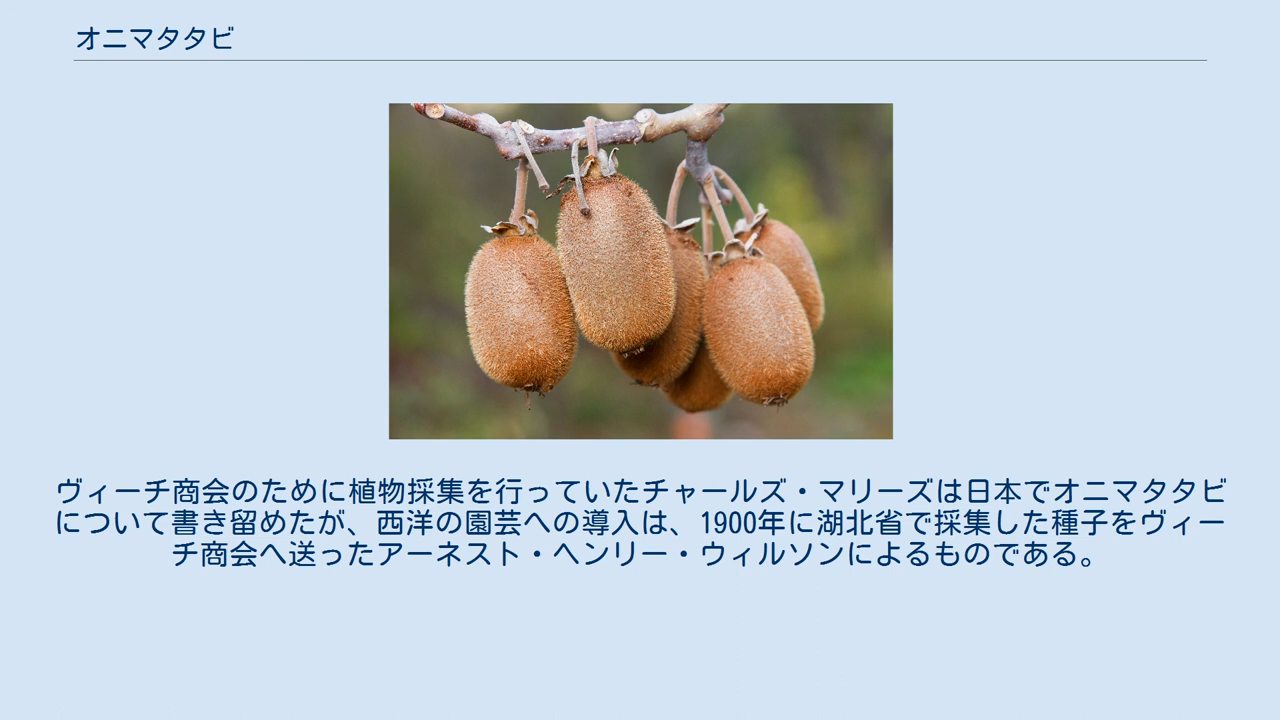 オニマタタビ
ヴィーチ商会のために植物採集を行っていたチャールズ・マリーズは日本でオニマタタビ
について書き留めたが、西洋の園芸への導入は、1900年に湖北省で採集した種子をヴィー
チ商会へ送ったアーネスト・ヘンリー・ウィルソンによるものである。